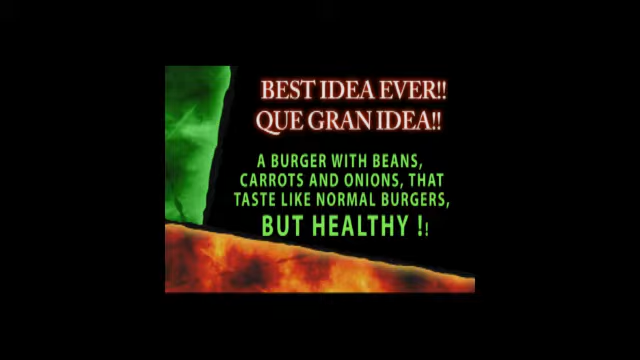 BEST IDEA EVER!!
QUE GRAN IDEA!!
A BURGER WITH BEANS,
CARROTS AND ONIONS, THAT
TASTE LIKE NORMAL BURGERS,
BUT HEALTHY !!